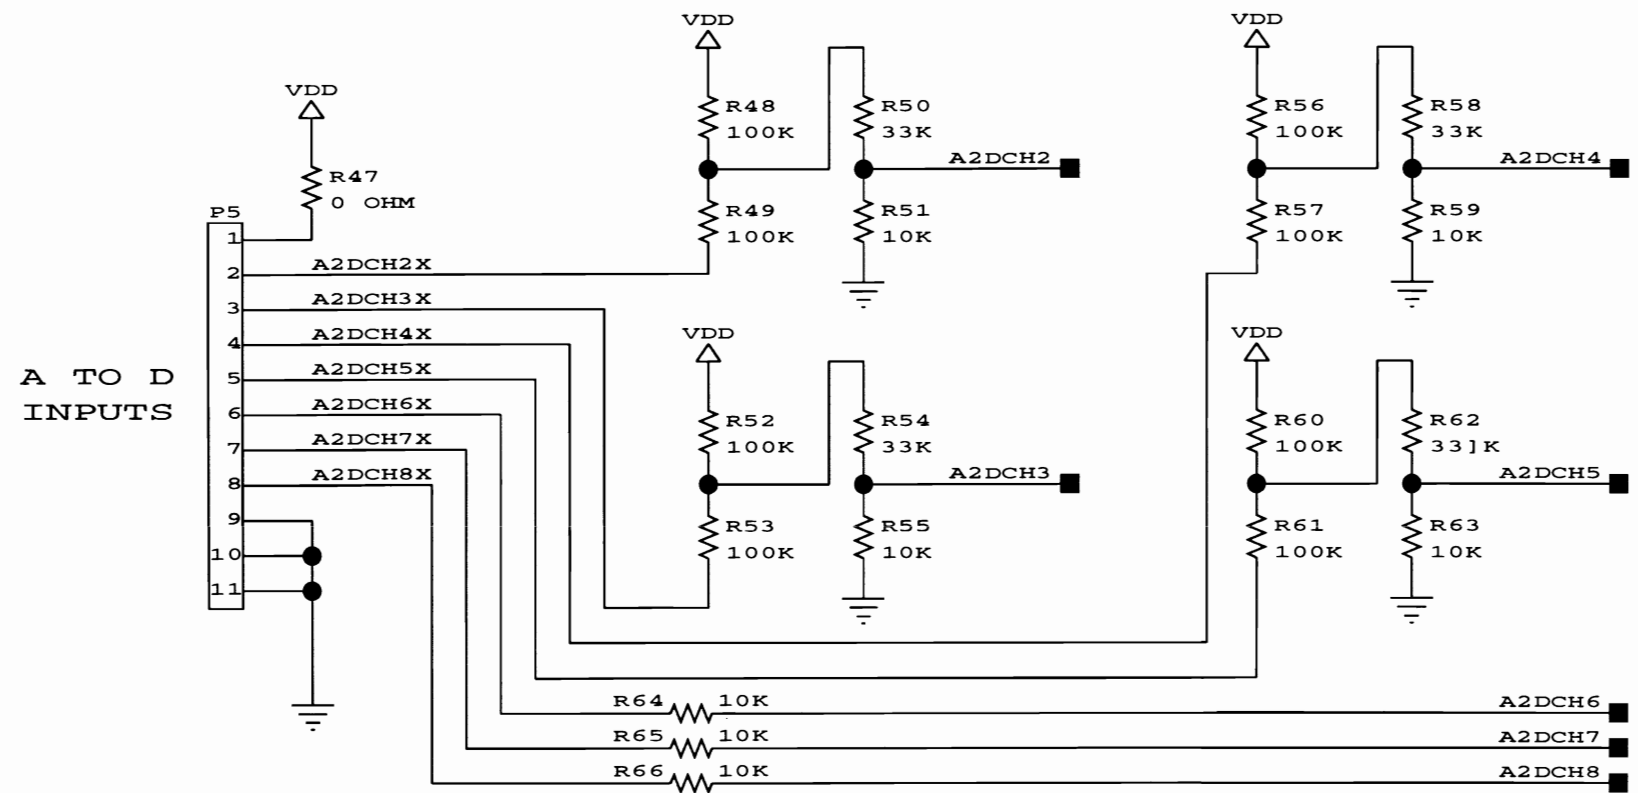 VDD
VDD
VDD
R48
100K
R50
33K
R56
100K
R58
33K
A2DCH2
A2DCH4
R47
0 OHM
P5
R49
100K
R51
10K
R57
100K
R59
10K
1
2
3
4
5
6
7
8
9
10
11
A2DCH2X
A2DCH3X
A2DCH4X
A2DCH5X
A2DCH6X
A2DCH7X
A2DCH8X
A TO D
INPUTS
VDD
VDD
R52
100K
R54
33K
R60
100K
R62
33]K
A2DCH3
A2DCH5
R53
100K
R55
10K
R61
100K
R63
10K
R64 10K A2DCH6
R65 10K A2DCH7
R66 10K A2DCH8